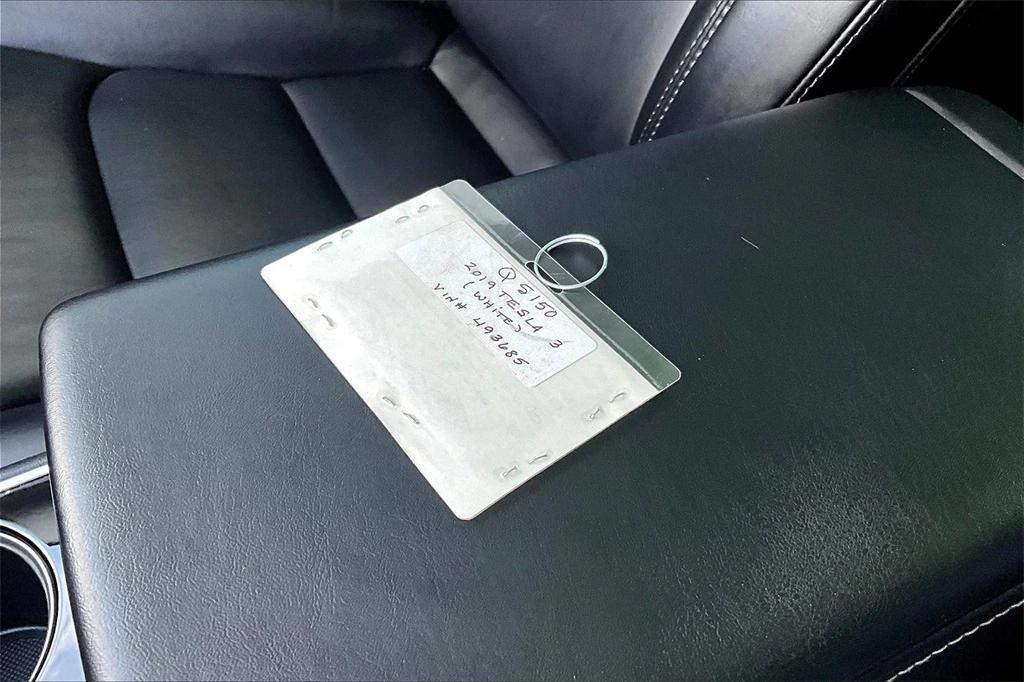 Q 5150
2019 TESLA 3
(WHITE)
VIN# 493685